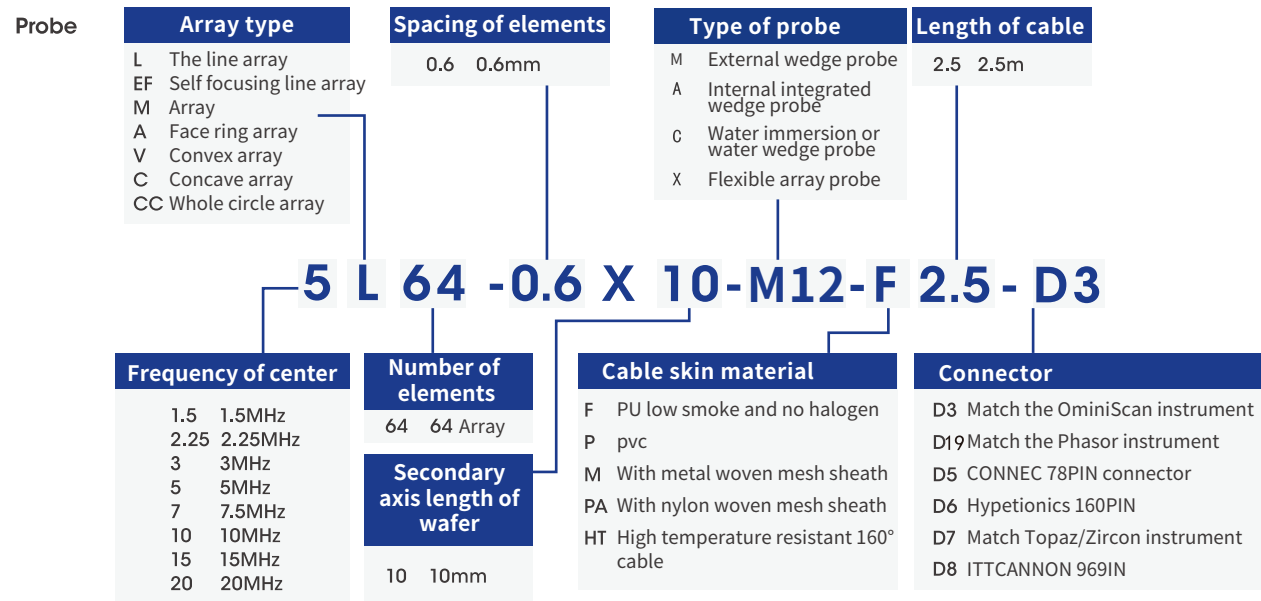 Probe
Array type
L The line array
EF Self focusing line array
M Array
A Face ring array
V Convex array
C Concave array
CC Whole circle array
Spacing of elements
0.6 0.6mm
Type of probe
M External wedge probe
A Internal integrated
wedge probe
C Water immersion or
water wedge probe
X Flexible array probe
Length of cable
2.5 2.5m
5 L 64 -0.6 X 10-M12-F 2.5- D3
Frequency of center
1.5 1.5MHz
2.25 2.25MHz
3 3MHz
5 5MHz
7 7.5MHz
10 10MHz
15 15MHz
20 20MHz
Number of
elements
64 64 Array
Secondary
axis length of
wafer
10 10mm
Cable skin material
F PU low smoke and no halogen
P pvc
M With metal woven mesh sheath
PA With nylon woven mesh sheath
HT High temperature resistant 160°
cable
Connector
D3 Match the OminiScan instrument
D19 Match the Phasor instrument
D5 CONNEC 78PIN connector
D6 Hypetionics 160PIN
D7 Match Topaz/Zircon instrument
D8 ITTCANNON 969IN